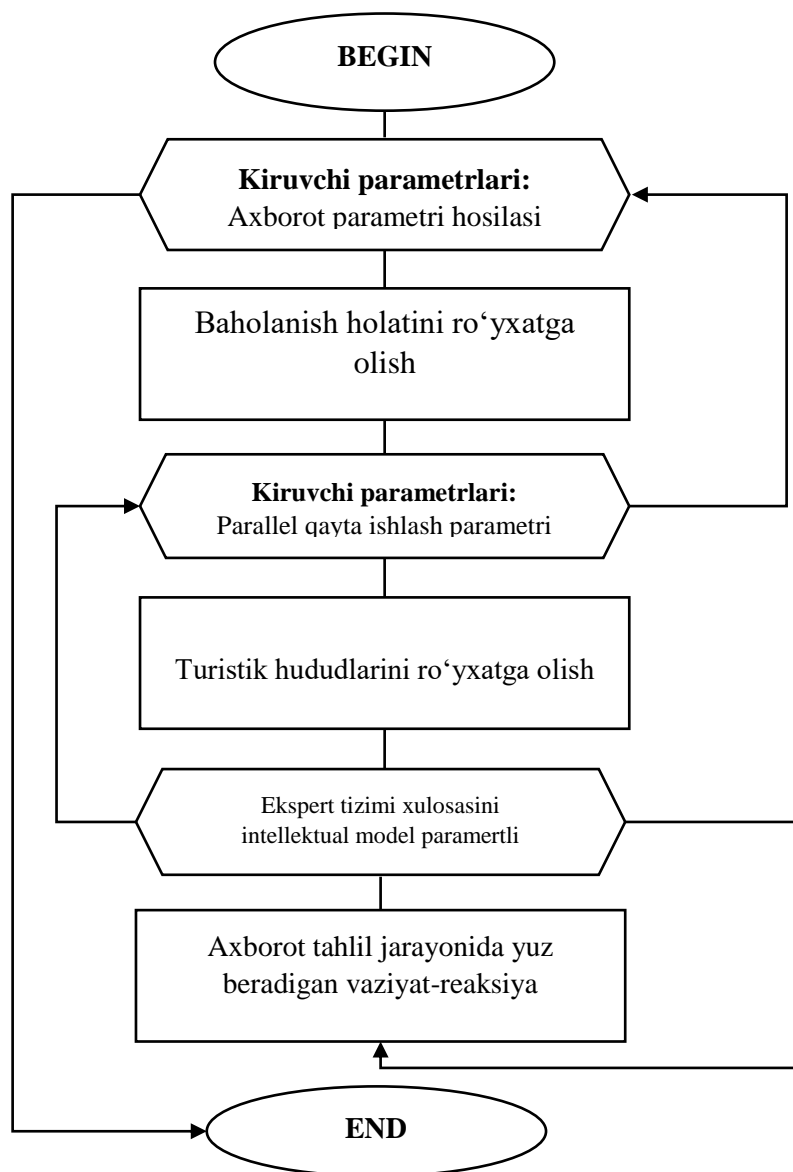 BEGIN
Kiruvchi parametrlari:
Axborot parametri hosilasi
Baholanish holatini ro‘yxatga
olish
Kiruvchi parametrlari:
Parallel qayta ishlash parametri
Turistik hududlarini ro‘yxatga olish
Ekspert tizimi xulosasini
intellektual model paramertli
Axborot tahlil jarayonida yuz
beradigan vaziyat-reaksiya
END